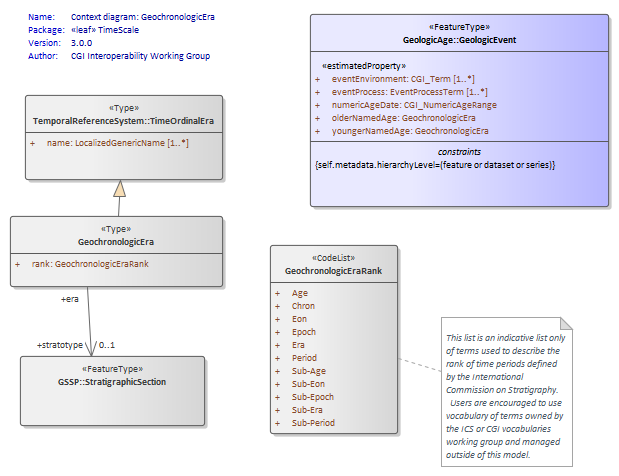 Name: Context diagram: GeochronologicEra
Package: «leaf» TimeScale
Version: 3.0.0
Author: CGI Interoperability Working Group
«FeatureType»
GeologicAge::GeologicEvent
«estimatedProperty»
+ eventEnvironment: CGI_Term [1..*]
+ eventProcess: EventProcessTerm [1..*]
+ numericAgeDate: CGI_NumericAgeRange
+ olderNamedAge: GeochronologicEra
+ youngerNamedAge: GeochronologicEra
constraints
{self.metadata.hierarchyLevel=(feature or dataset or series)}
«Type»
TemporalReferenceSystem::TimeOrdinalEra
+ name: LocalizedGenericName [1..*]
«Type»
GeochronologicEra
+ rank: GeochronologicEraRank
+era
+stratotype 0..1
«FeatureType»
GSSP::StratigraphicSection
«CodeList»
GeochronologicEraRank
+ Age
+ Chron
+ Eon
+ Epoch
+ Era
+ Period
+ Sub-Age
+ Sub-Eon
+ Sub-Epoch
+ Sub-Era
+ Sub-Period
This list is an indicative list only
of terms used to describe the
rank of time periods defined
by the International
Commission on Stratigraphy.
Users are encouraged to use
vocabulary of terms owned by
the ICS or CGI vocabularies
working group and managed
outside of this model.